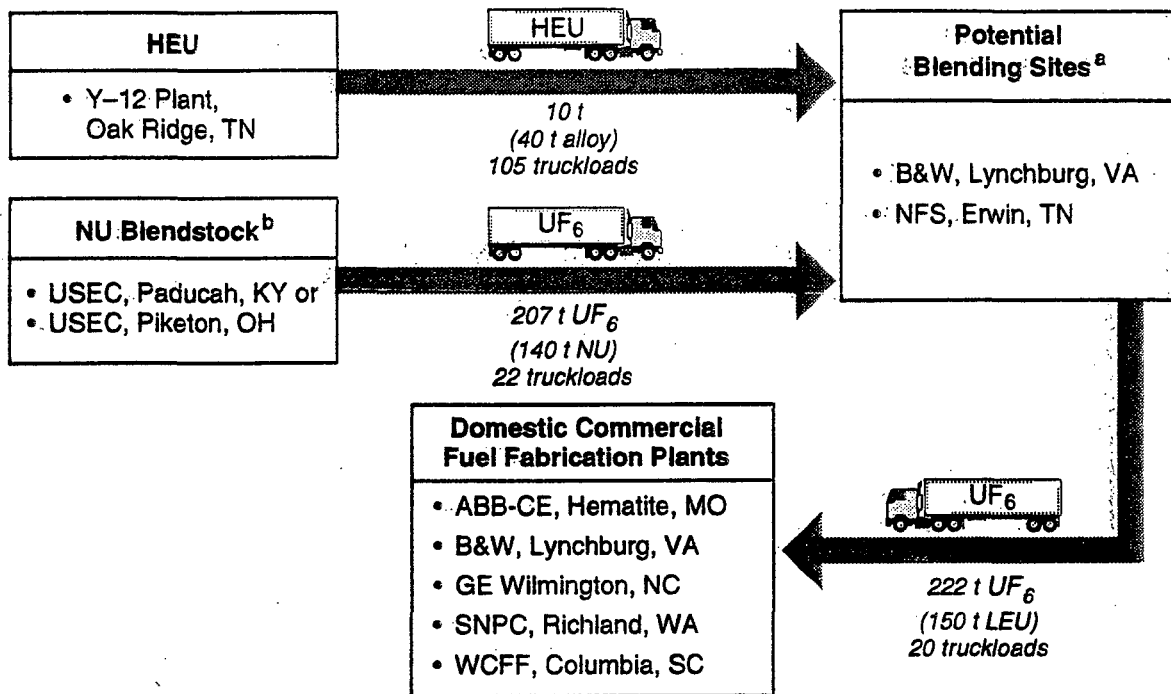 HEU
• Y–12 Plant,
Oak Ridge, TN
HEU
10 t
(40 t alloy)
105 truckloads
Potential
Blending Sites a
• B&W, Lynchburg, VA
• NFS, Erwin, TN
NU Blendstock b
• USEC, Paducah, KY or
• USEC, Piketon, OH
UF6
207 t UF6
(140 t NU)
22 truckloads
Domestic Commercial
Fuel Fabrication Plants
• ABB-CE, Hematite, MO
• B&W, Lynchburg, VA
• GE Wilmington, NC
• SNPC, Richland, WA
• WCFF, Columbia, SC
UF6
222 t UF6
(150 t LEU)
20 truckloads